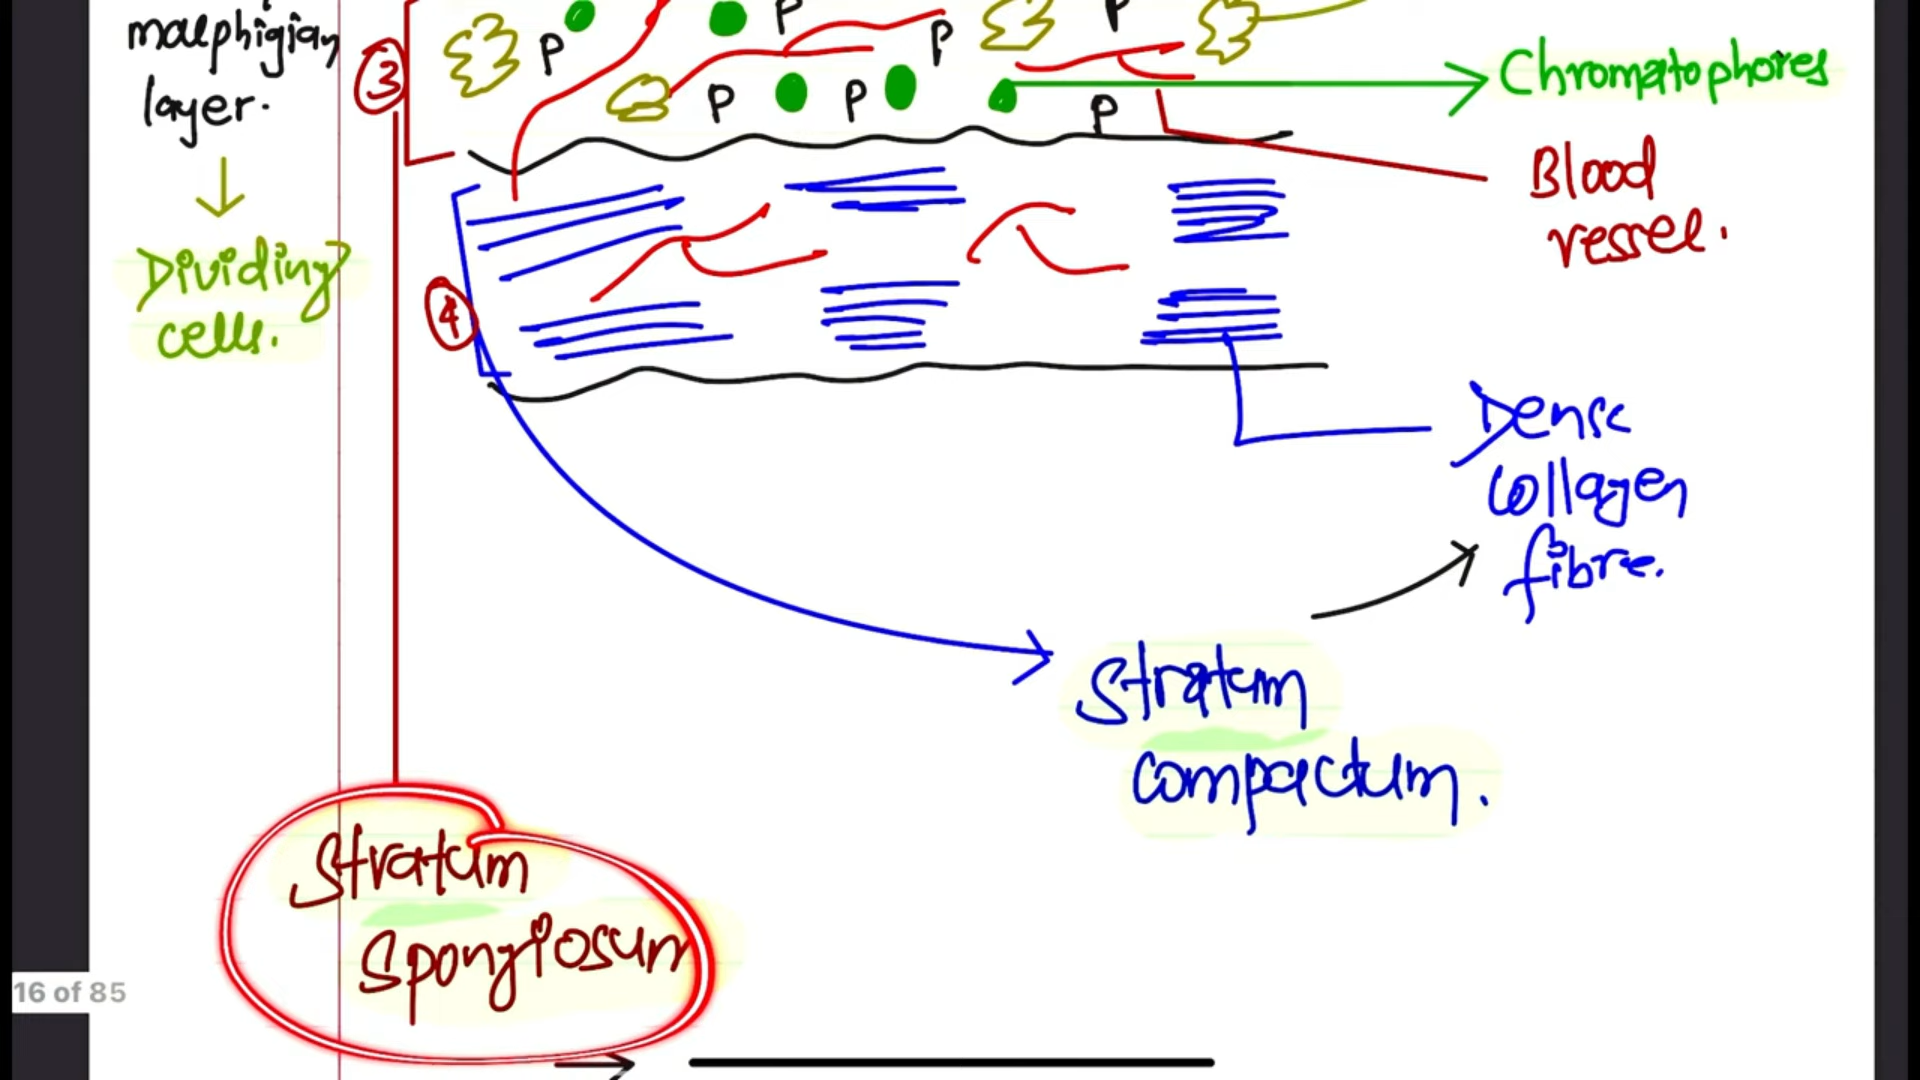 malphigian
layer.
Dividing
cells.
3
P
P
P
P
P
P
P
Chromatophores
Blood
vessel.
4
Dense
collagen
fibre.
Stratum
compactum.
Stratum
Spongiosum
16 of 85